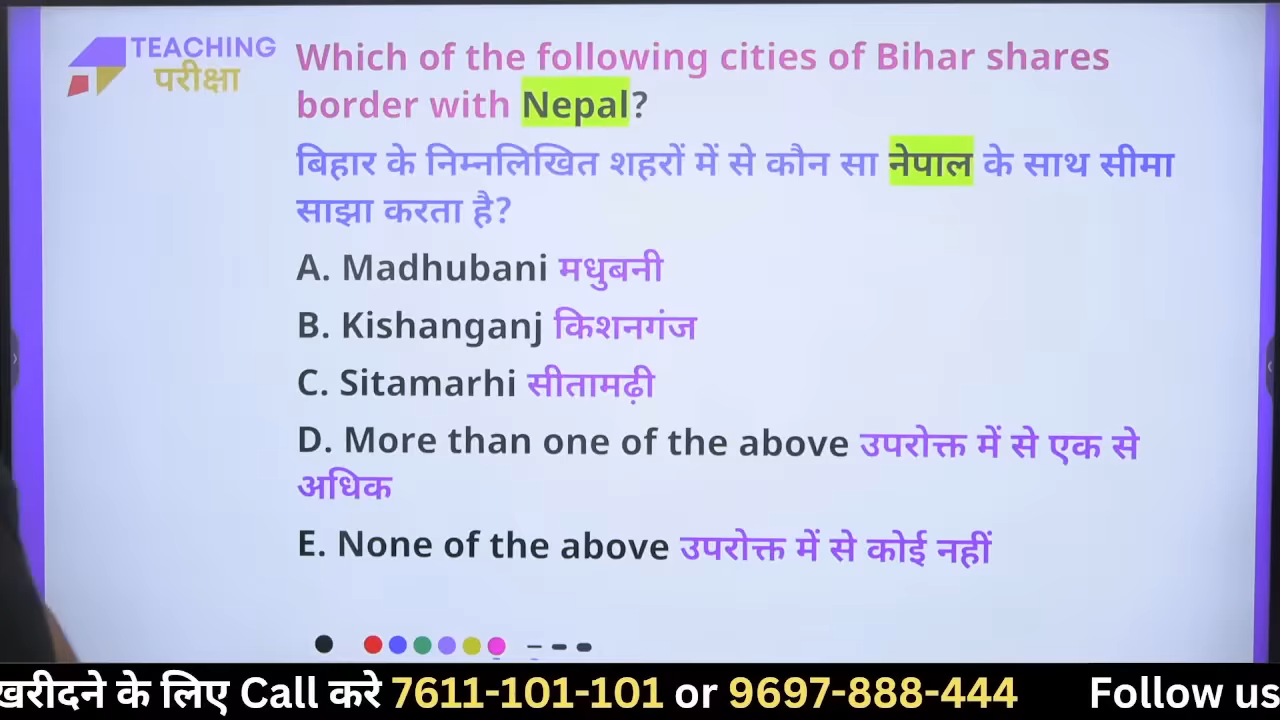 TEACHING
परीक्षा
Which of the following cities of Bihar shares
border with Nepal?
बिहार के निम्नलिखित शहरों में से कौन सा नेपाल के साथ सीमा
साझा करता है?
A. Madhubani मधुबनी
B. Kishanganj किशनगंज
C. Sitamarhi सीतामढ़ी
D. More than one of the above उपरोक्त में से एक से
अधिक
E. None of the above उपरोक्त में से कोई नहीं
खरीदने के लिए Call करे 7611-101-101 or 9697-888-444 Follow us